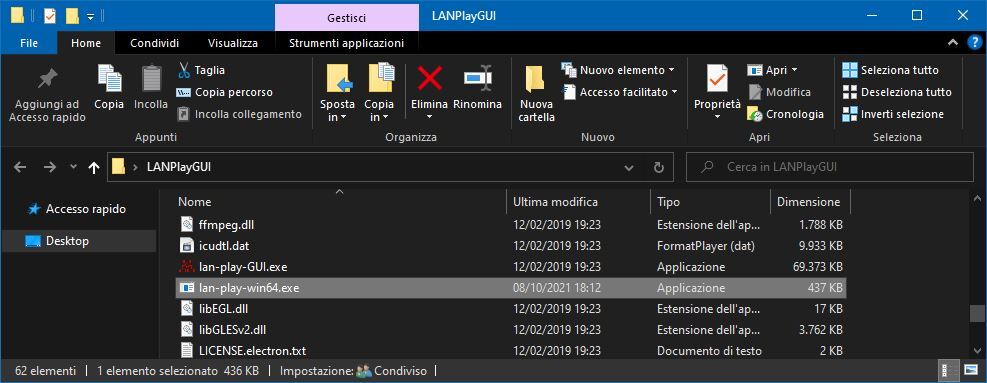 Gestisci LANPlayGUI
File Home Condividi Visualizza Strumenti applicazioni
Aggiungi ad Accesso rapido
Copia
Incolla
Taglia
Copia percorso
Incolla collegamento
Appunti
Sposta in
Copia in
Elimina
Rinomina
Organizza
Nuova cartella
Nuovo elemento
Accesso facilitato
Nuovo
Proprietà
Apri
Modifica
Cronologia
Apri
Seleziona tutto
Deseleziona tutto
Inverti selezione
Seleziona
LANPlayGUI
Cerca in LANPlayGUI
Accesso rapido
Desktop
Nome Ultima modifica Tipo Dimensione
ffmpeg.dll 12/02/2019 19:23 Estensione dell'ap... 1.788 KB
icudtl.dat 12/02/2019 19:23 FormatPlayer (dat) 9.933 KB
lan-play-GUI.exe 12/02/2019 19:23 Applicazione 69.373 KB
lan-play-win64.exe 08/10/2021 18:12 Applicazione 437 KB
libEGL.dll 12/02/2019 19:23 Estensione dell'ap... 17 KB
libGLESv2.dll 12/02/2019 19:23 Estensione dell'ap... 3.762 KB
LICENSE.electron.txt 12/02/2019 19:23 Documento di testo 2 KB
62 elementi 1 elemento selezionato 436 KB Impostazione: Condiviso